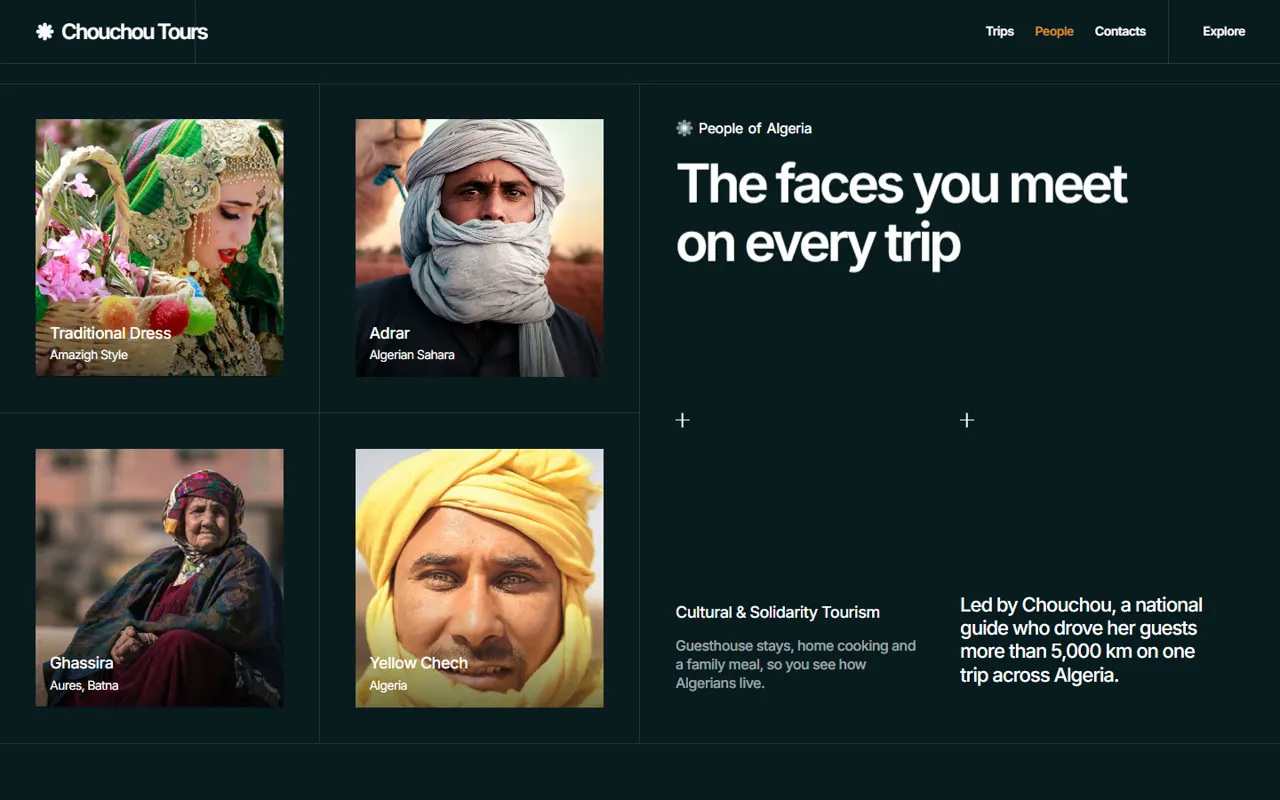 Chouchou Tours
Trips
People
Contacts
Explore
Traditional Dress
Amazigh Style
Adrar
Algerian Sahara
Ghassira
Aures, Batna
Yellow Chech
Algeria
People of Algeria
The faces you meet
on every trip
Cultural & Solidarity Tourism
Guesthouse stays, home cooking and
a family meal, so you see how
Algerians live.
Led by Chouchou, a national
guide who drove her guests
more than 5,000 km on one
trip across Algeria.